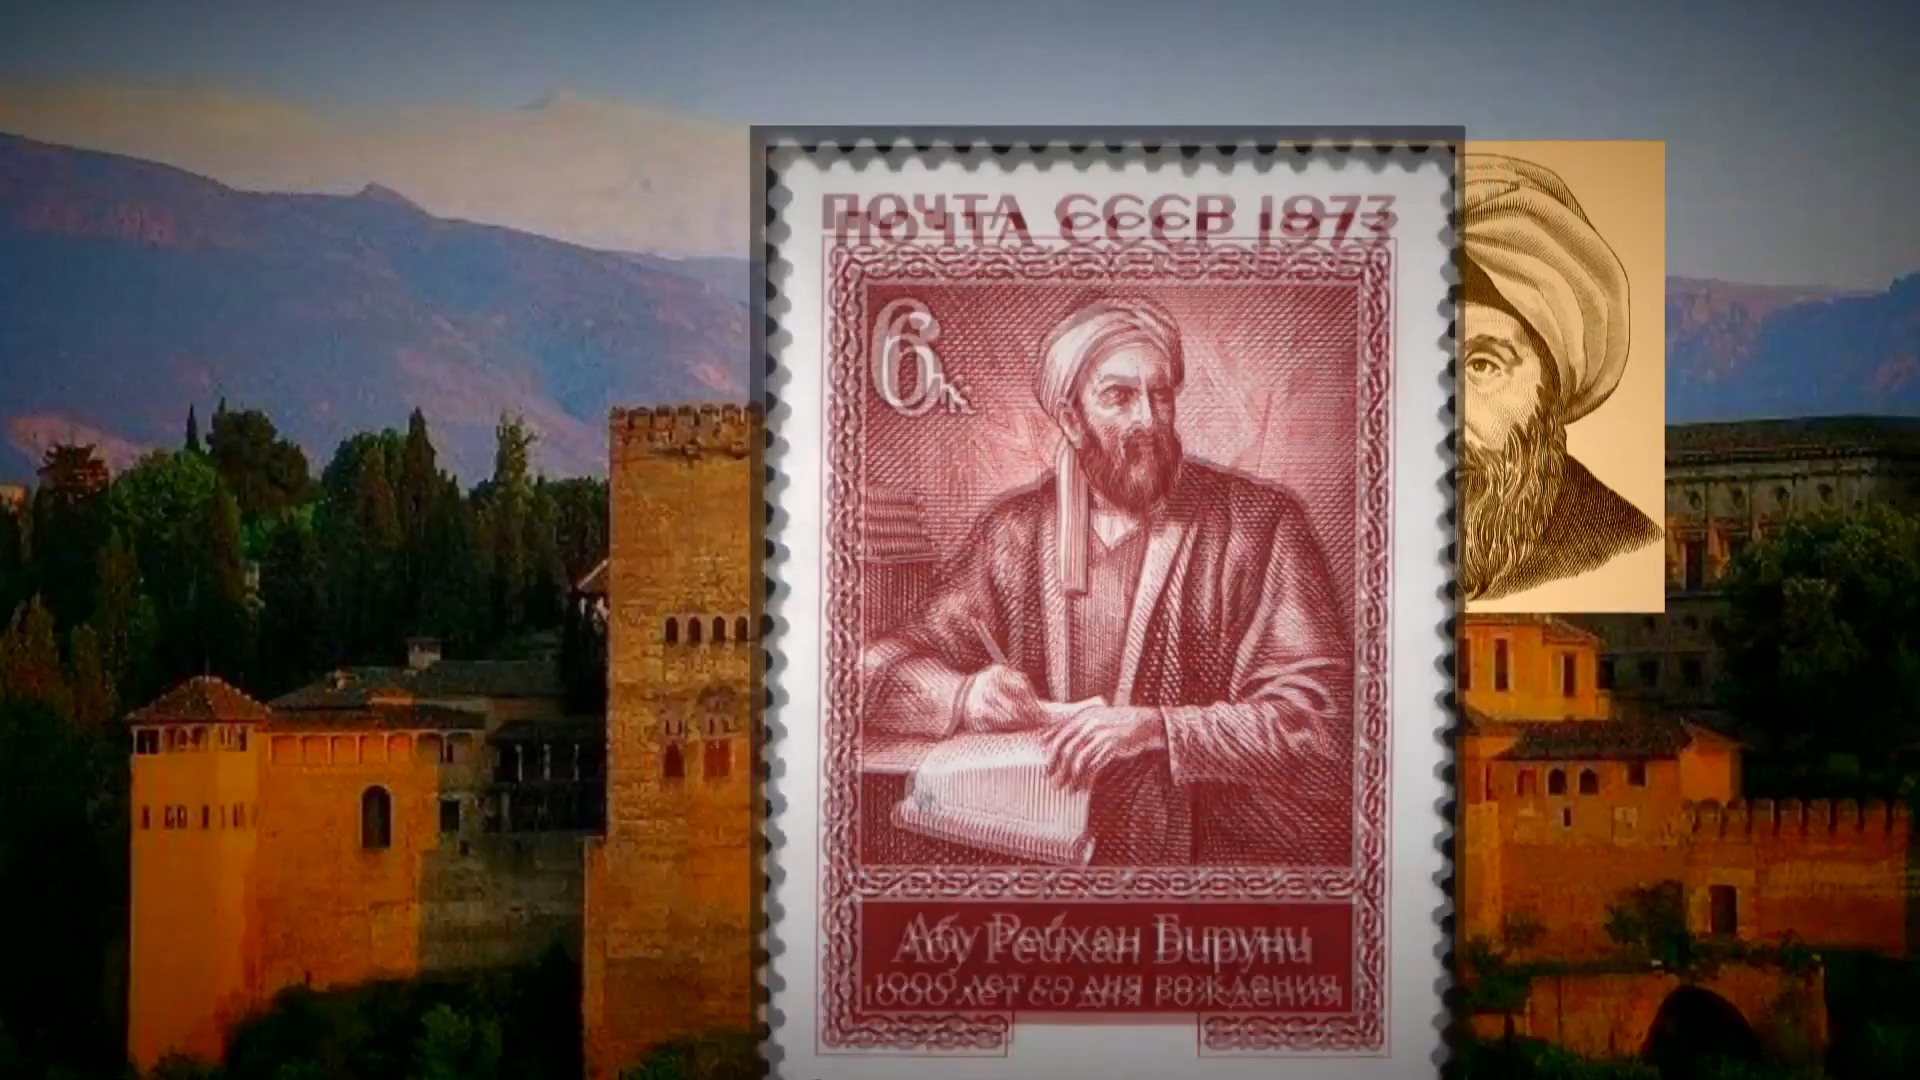 ПОЧТА СССР 1973
6к
Абу Рейхан Бируни
1000 лет со дня рождения